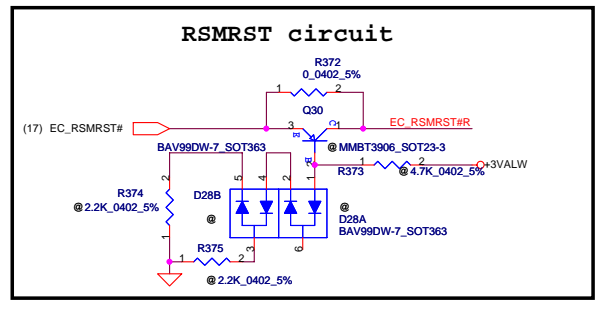 RSMRST circuit
R372
0_0402_5%
1 2
Q30
(17) EC_RSMRST#
3 1
E C
EC_RSMRST#R
B
2
@MMBT3906_SOT23-3
BAV99DW-7_SOT363
1 2
+3VALW
R373
@4.7K_0402_5%
5 4 2 1
2
R374
@2.2K_0402_5%
1
D28B
@
@
D28A
BAV99DW-7_SOT363
3 6
R375
1 2
@2.2K_0402_5%